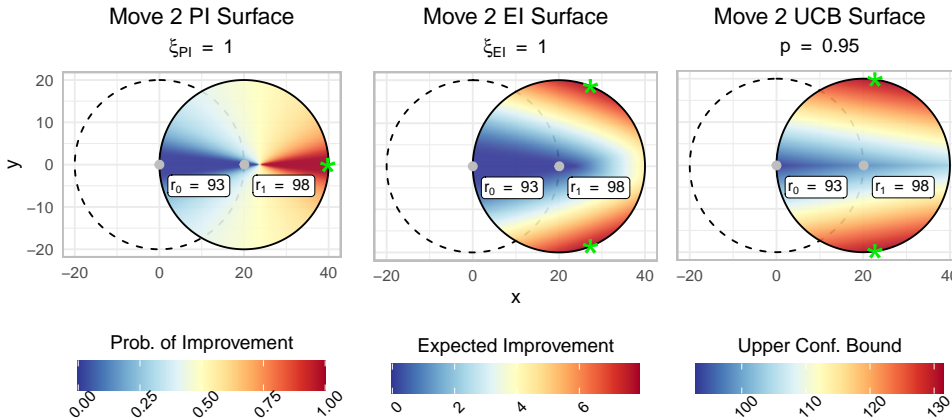 Move 2 PI Surface
ξPI = 1
Move 2 EI Surface
ξEI = 1
Move 2 UCB Surface
p = 0.95
y
20
10
0
−10
−20
r0 = 93
r1 = 98
r0 = 93
r1 = 98
r0 = 93
r1 = 98
−20 0 20 40
−20 0 20 40
−20 0 20 40
x
Prob. of Improvement
0.00 0.25 0.50 0.75 1.00
Expected Improvement
0 2 4 6
Upper Conf. Bound
100 110 120 130